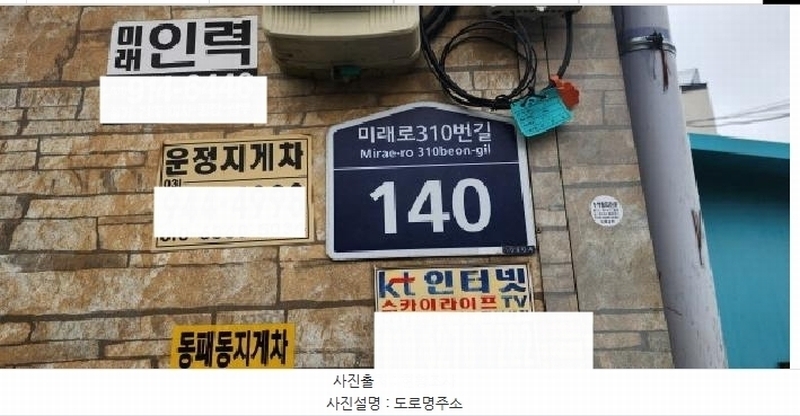 미래 인력
미래로310번길
Mirae-ro 310beon-gil
140
운정지게차
031
kt 인터넷
스카이라이프 TV
동패동지게차
사진출
사진설명 : 도로명주소